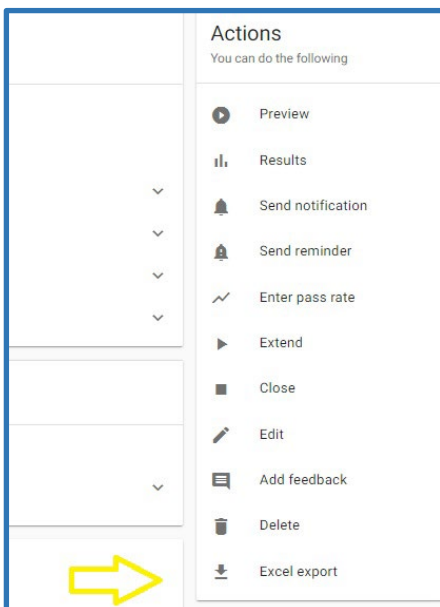 Actions
You can do the following
Preview
Results
Send notification
Send reminder
Enter pass rate
Extend
Close
Edit
Add feedback
Delete
Excel export